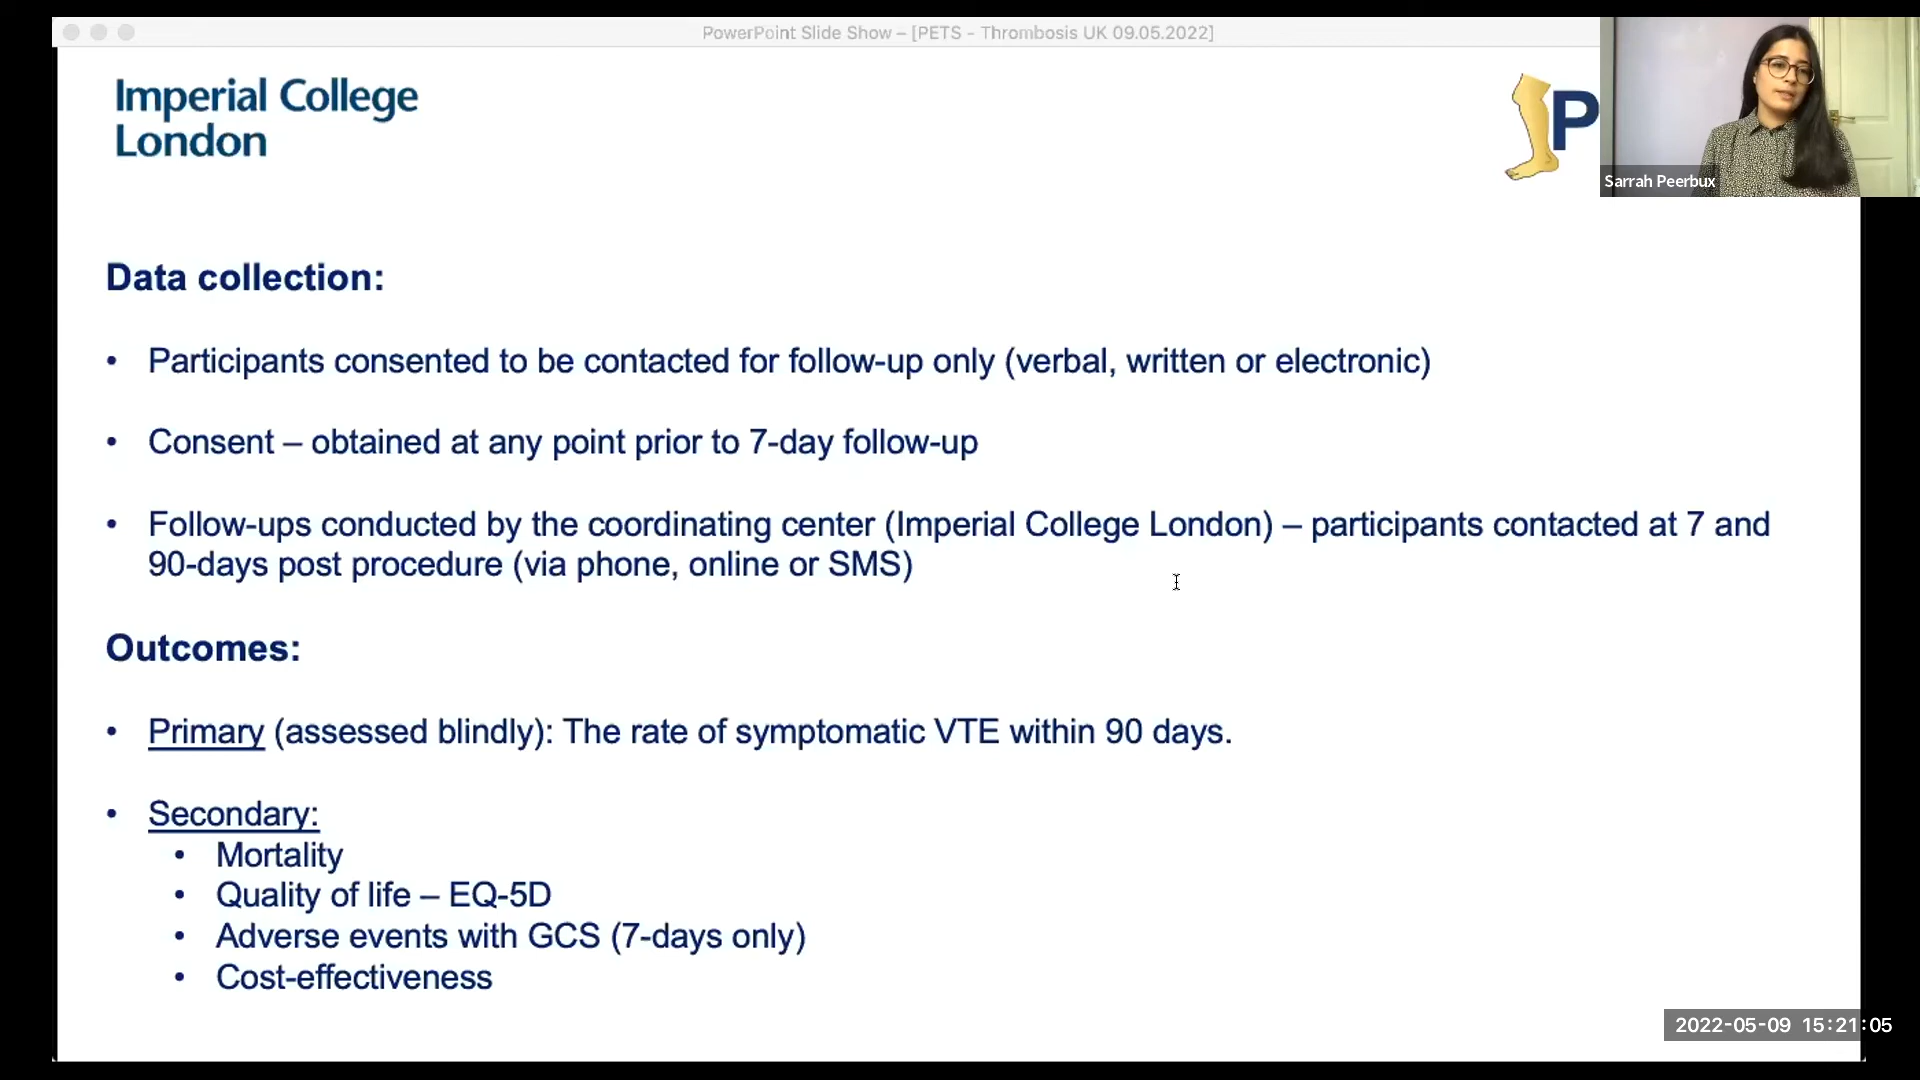 PowerPoint Slide Show – [PETS - Thrombosis UK 09.05.2022]
Imperial College
London
P
Sarrah Peerbux
Data collection:
• Participants consented to be contacted for follow-up only (verbal, written or electronic)
• Consent – obtained at any point prior to 7-day follow-up
• Follow-ups conducted by the coordinating center (Imperial College London) – participants contacted at 7 and
90-days post procedure (via phone, online or SMS)
Outcomes:
• Primary (assessed blindly): The rate of symptomatic VTE within 90 days.
• Secondary:
• Mortality
• Quality of life – EQ-5D
• Adverse events with GCS (7-days only)
• Cost-effectiveness
2022-05-09 15:21:05